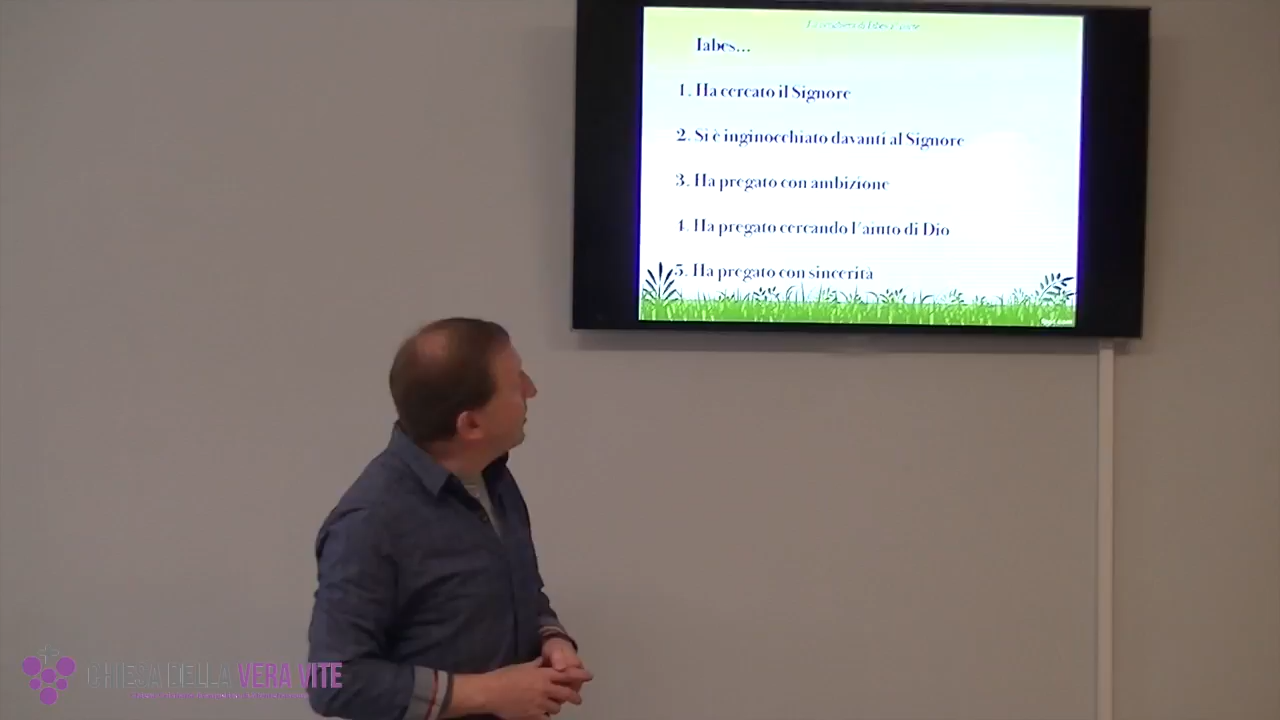 Iabes...
1. Ha cercato il Signore
2. Si è inginocchiato davanti al Signore
3. Ha pregato con ambizione
4. Ha pregato cercando l'aiuto di Dio
5. Ha pregato con sincerità
CHIESA DELLA VERA VITE